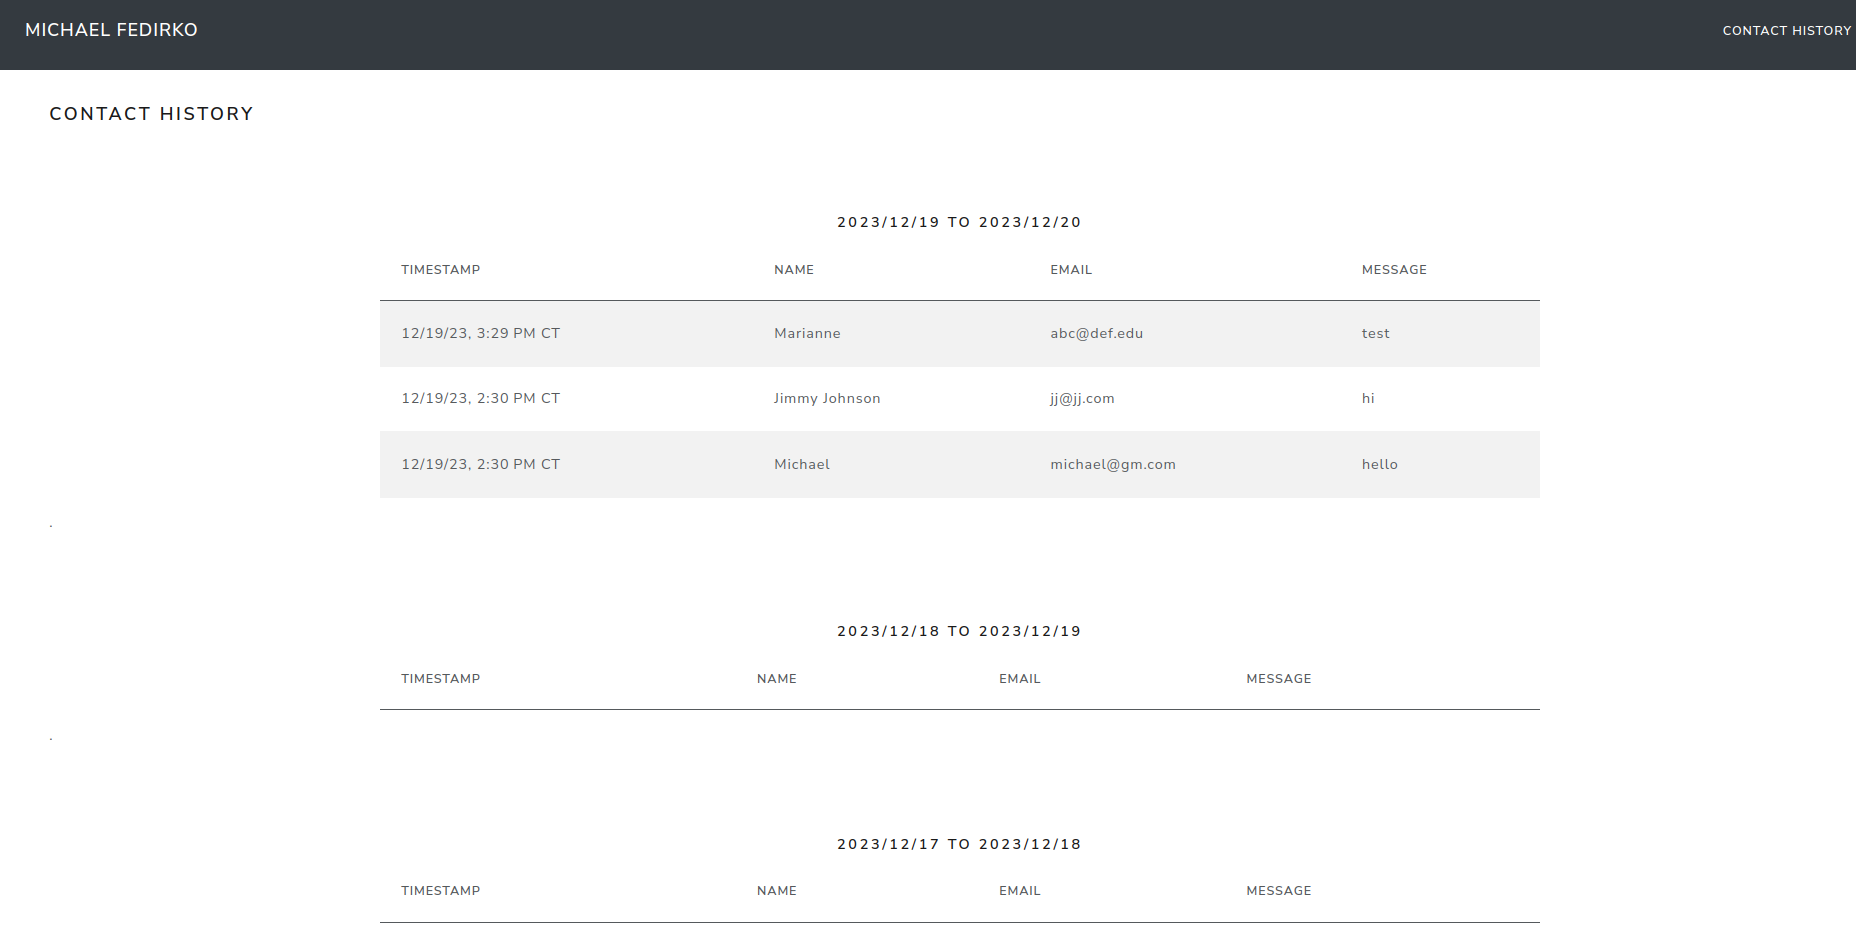 MICHAEL FEDIRKO CONTACT HISTORY
CONTACT HISTORY
2023/12/19 TO 2023/12/20
TIMESTAMP NAME EMAIL MESSAGE
12/19/23, 3:29 PM CT Marianne abc@def.edu test
12/19/23, 2:30 PM CT Jimmy Johnson jj@jj.com hi
12/19/23, 2:30 PM CT Michael michael@gm.com hello
.
2023/12/18 TO 2023/12/19
TIMESTAMP NAME EMAIL MESSAGE
.
2023/12/17 TO 2023/12/18
TIMESTAMP NAME EMAIL MESSAGE